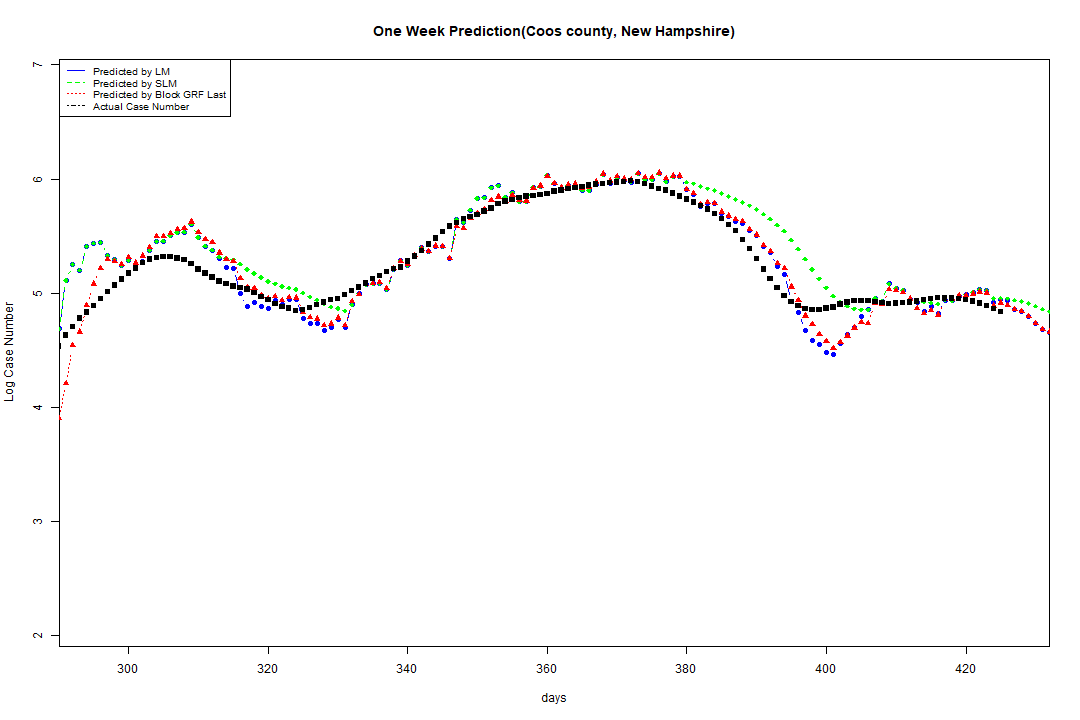 One Week Prediction(Coos county, New Hampshire)
Predicted by LM
Predicted by SLM
Predicted by Block GRF Last
Actual Case Number
7
6
5
4
3
2
Log Case Number
300 320 340 360 380 400 420
days